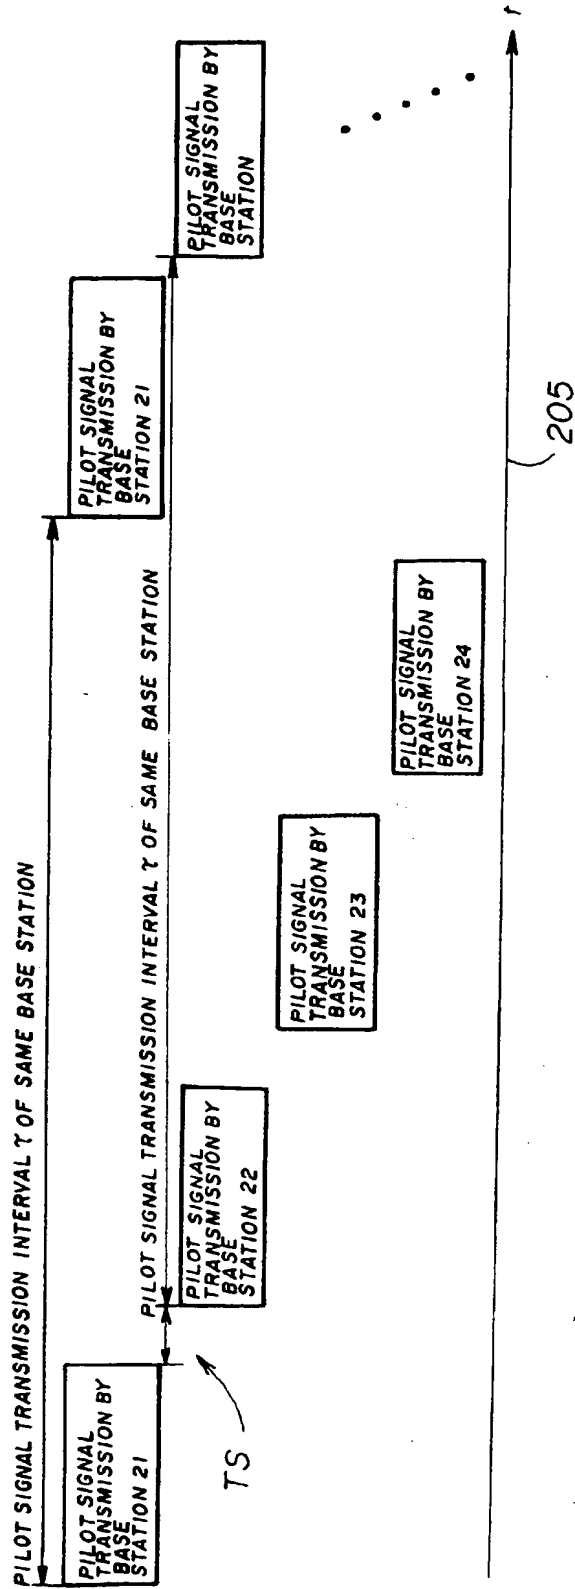 PILOT SIGNAL TRANSMISSION INTERVAL τ OF SAME BASE STATION
PILOT SIGNAL
TRANSMISSION BY
BASE
STATION 21
PILOT SIGNAL
TRANSMISSION BY
BASE
STATION 21
PILOT SIGNAL TRANSMISSION INTERVAL τ OF SAME BASE STATION
TS
PILOT SIGNAL
TRANSMISSION BY
BASE
STATION 22
PILOT SIGNAL
TRANSMISSION BY
BASE
STATION
PILOT SIGNAL
TRANSMISSION BY
BASE
STATION 23
PILOT SIGNAL
TRANSMISSION BY
BASE
STATION 24
t
205